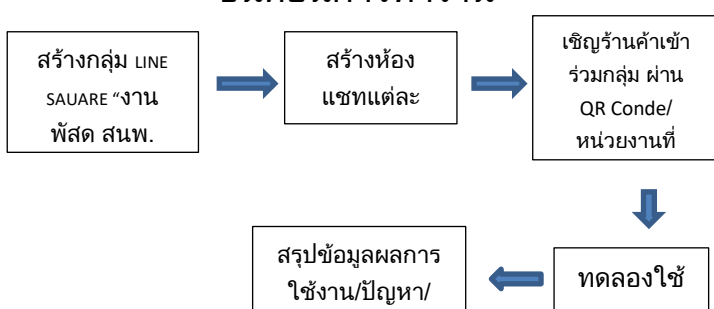 สร้างกลุ่ม LINE
SAUARE “งาน
พัสดุ สนพ.
สร้างห้อง
แชทแต่ละ
เชิญร้านค้าเข้า
ร่วมกลุ่ม ผ่าน
QR Conde/
หน่วยงานที่
ทดลองใช้
สรุปข้อมูลผลการ
ใช้งาน/ปัญหา/